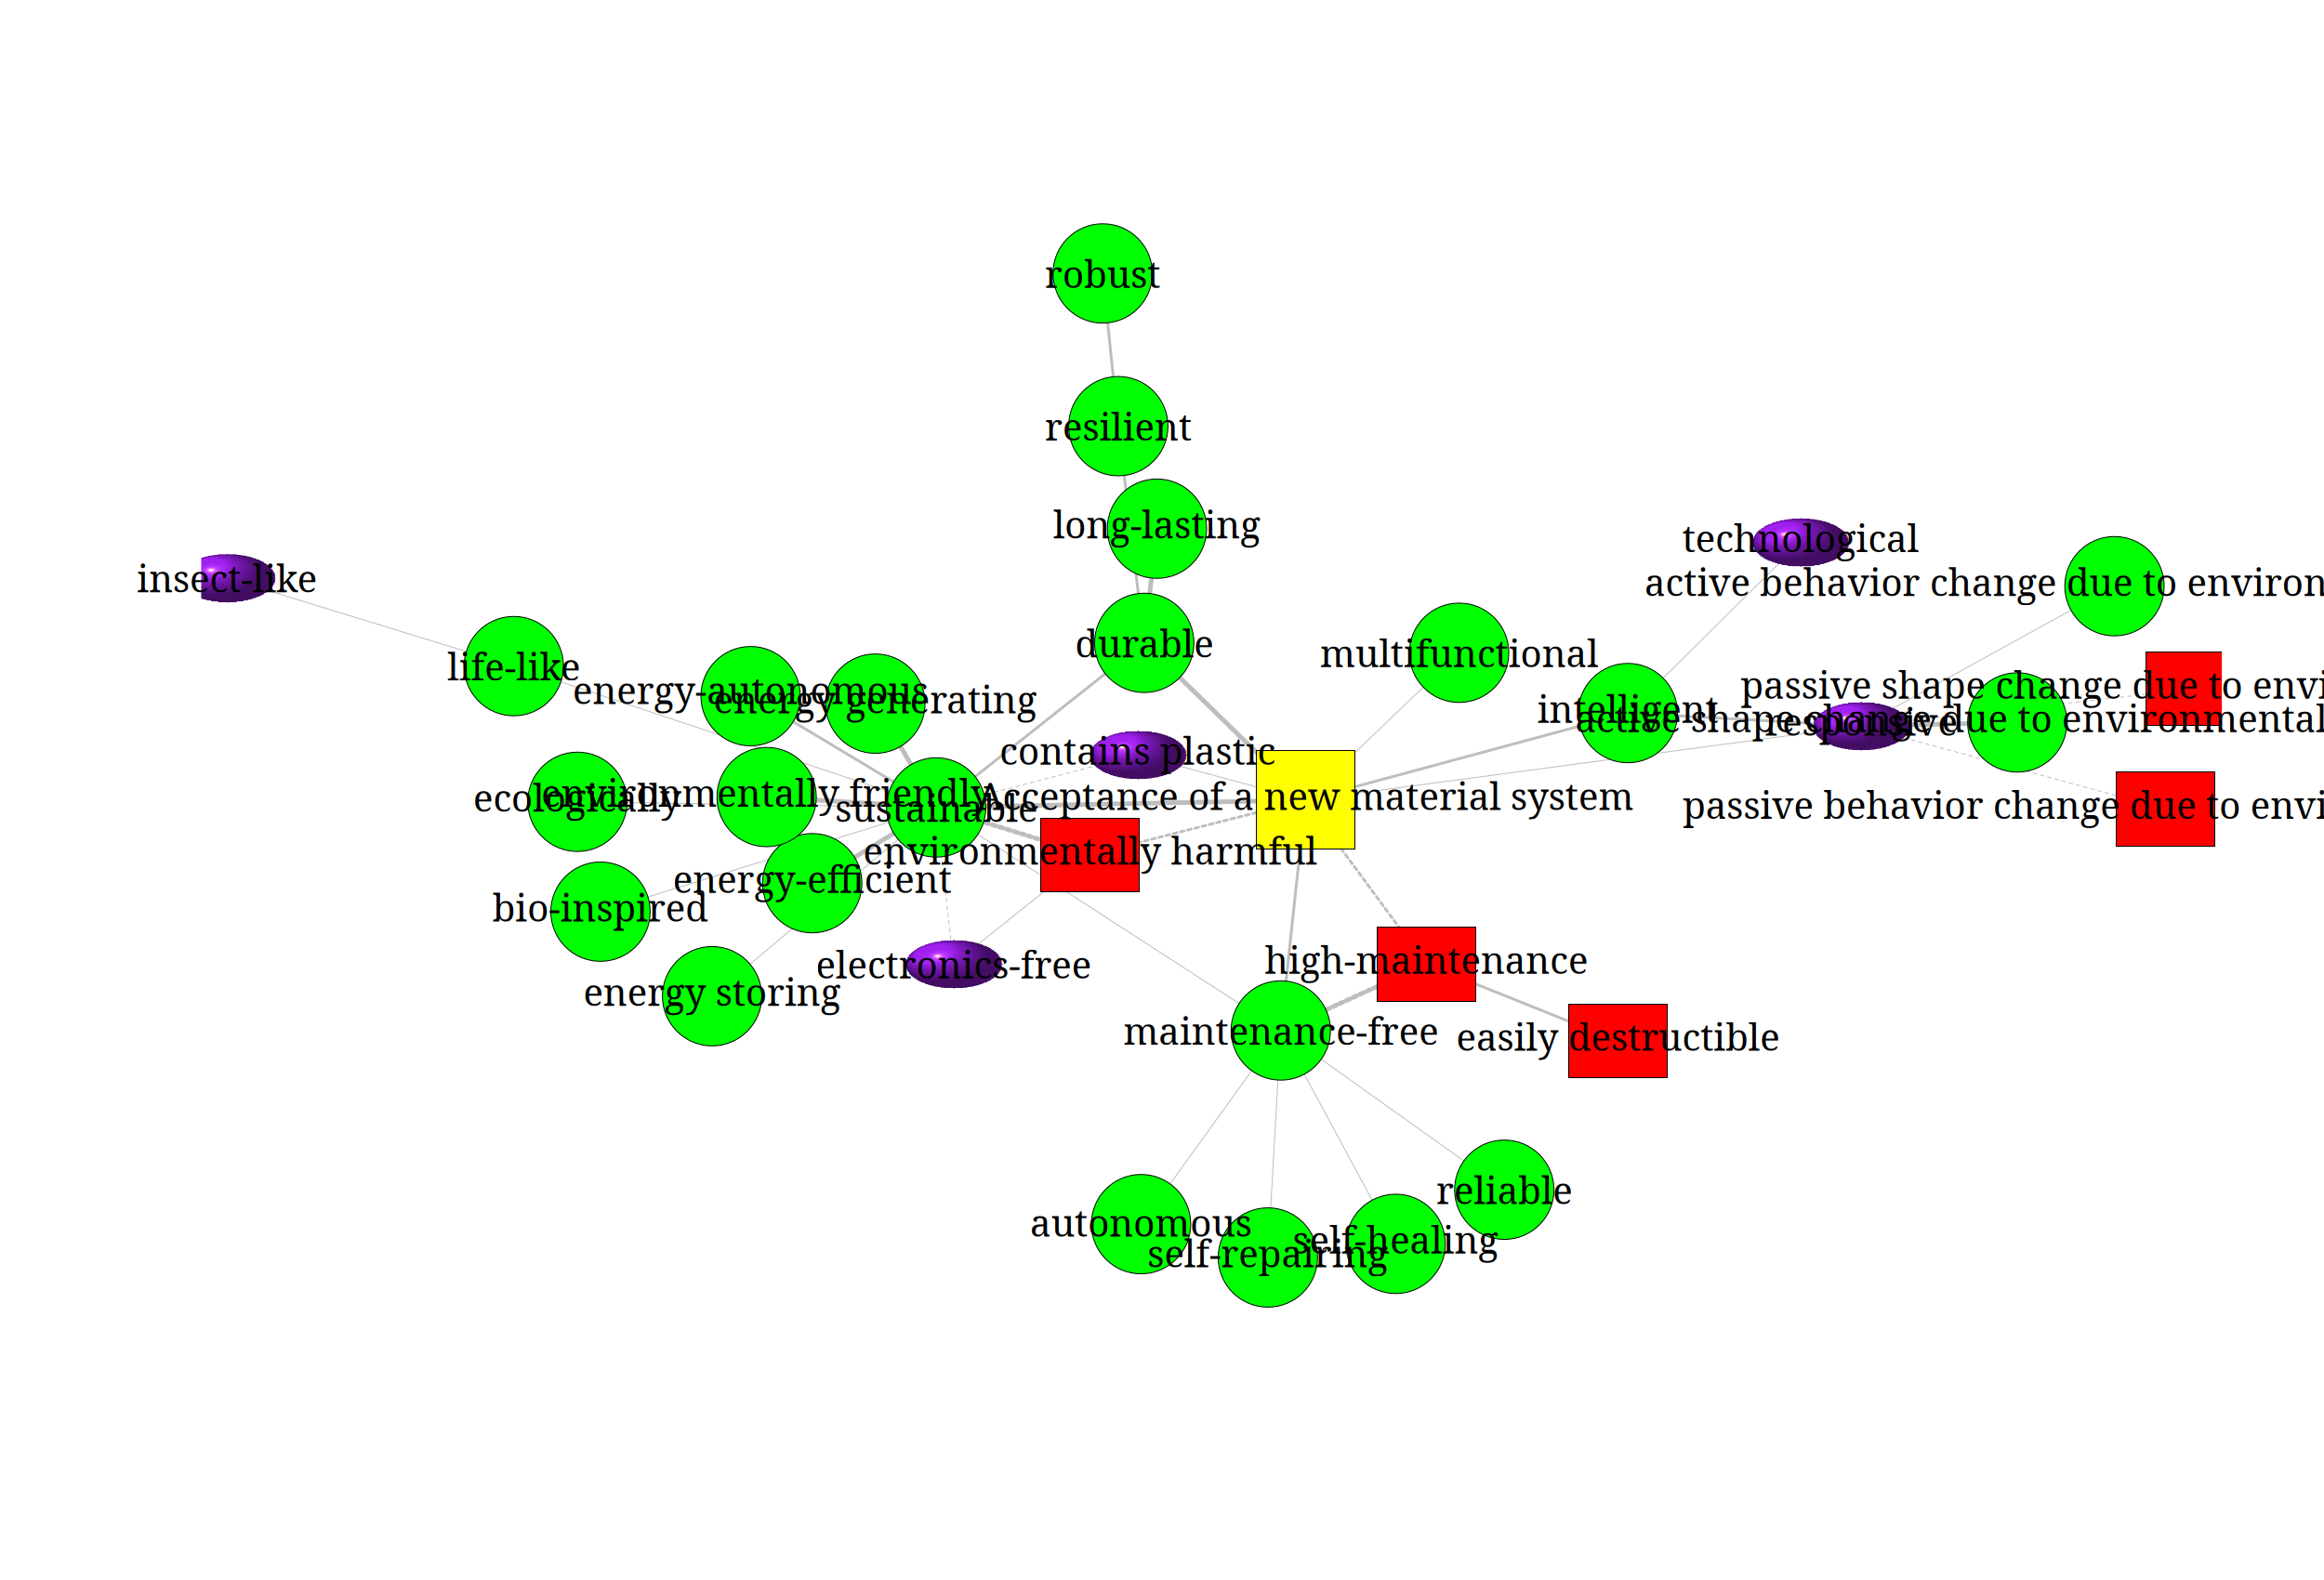 robust
resilient
long-lasting
technological
insect-like
active behavior change due to environ
durable
multifunctional
life-like
passive shape change due to envi
energy-autonomous
energy generating
intelligent
active shape change due to environmental
responsive
contains plastic
environmentally friendly
ecologically
Acceptance of a new material system
sustainable
passive behavior change due to envi
environmentally harmful
energy-efficient
bio-inspired
high-maintenance
electronics-free
energy storing
maintenance-free
easily destructible
reliable
autonomous
self-healing
self-repairing